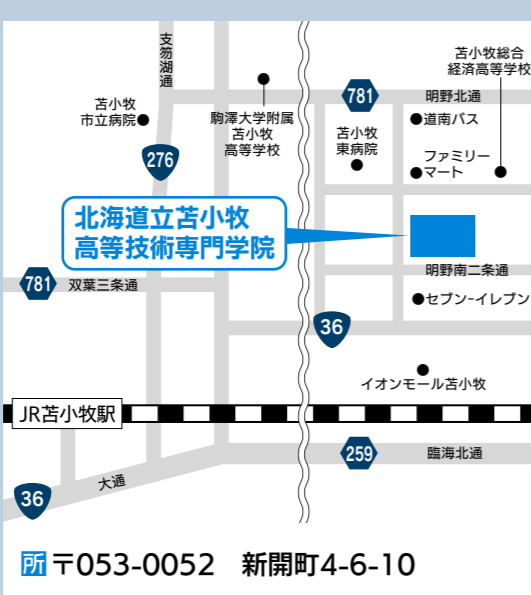 支笏湖通
苫小牧総合
経済高等学校
苫小牧
市立病院
駒澤大学附属
苫小牧
高等学校
781
明野北通
苫小牧
東病院
道南バス
ファミリー
マート
276
北海道立苫小牧
高等技術専門学院
明野南二条通
781
双葉三条通
セブン-イレブン
36
イオンモール苫小牧
JR苫小牧駅
259
臨海北通
大通
36
所 〒053-0052 新開町4-6-10